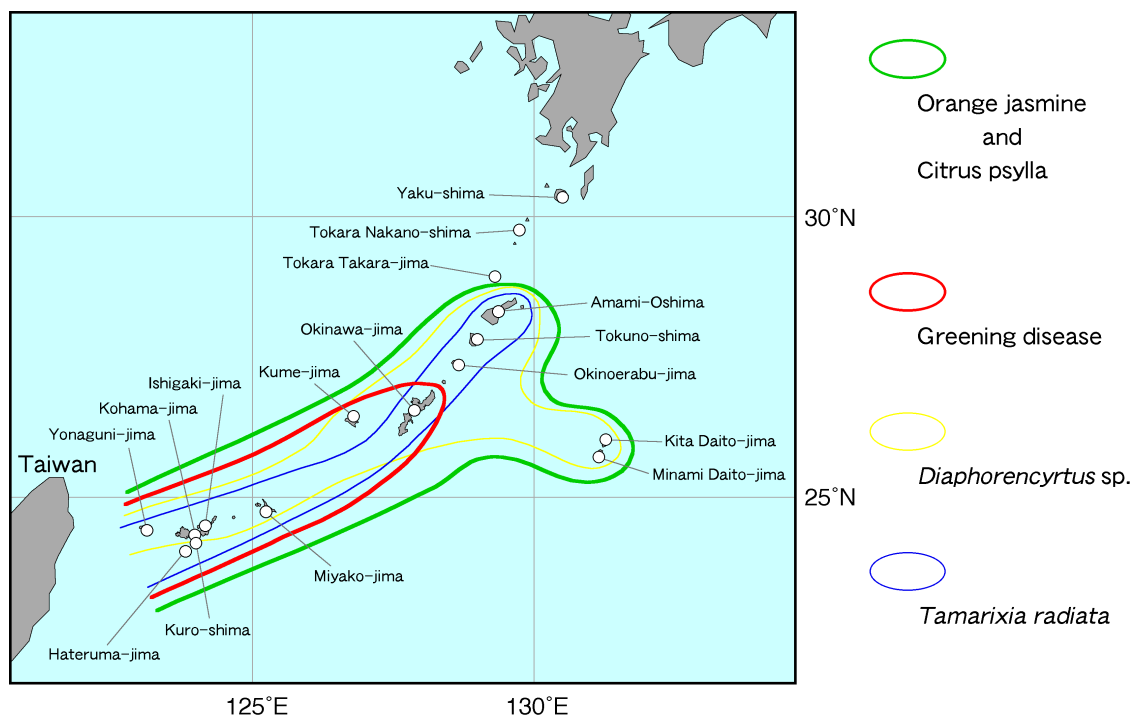 Yaku-shima
Tokara Nakano-shima
Tokara Takara-jima
Amami-Oshima
Okinawa-jima
Tokuno-shima
Kume-jima
Okinoerabu-jima
Ishigaki-jima
Kohama-jima
Yonaguni-jima
Kita Daito-jima
Taiwan
Minami Daito-jima
Miyako-jima
Kuro-shima
Hateruma-jima
30°N
25°N
125°E
130°E
Orange jasmine
and
Citrus psylla
Greening disease
Diaphorencyrtus sp.
Tamarixia radiata